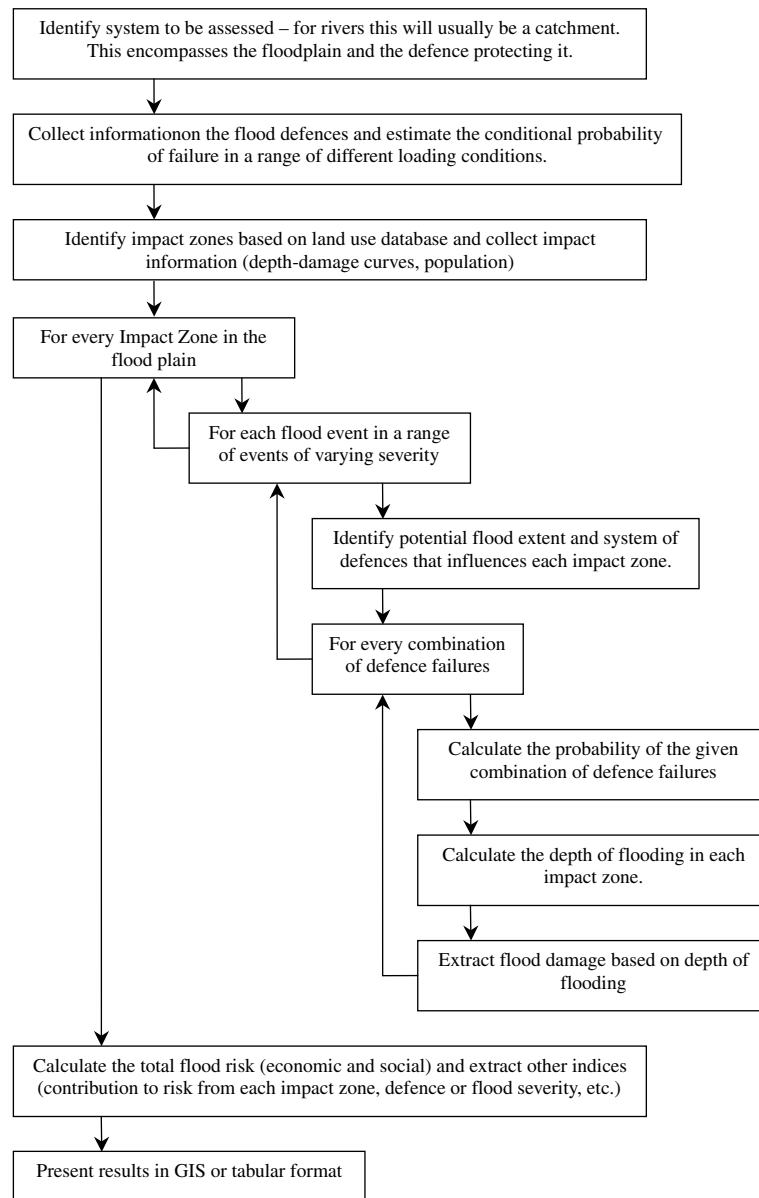 Identify system to be assessed – for rivers this will usually be a catchment.
This encompasses the floodplain and the defence protecting it.
Collect informationon the flood defences and estimate the conditional probability
of failure in a range of different loading conditions.
Identify impact zones based on land use database and collect impact
information (depth-damage curves, population)
For every Impact Zone in the
flood plain
For each flood event in a range
of events of varying severity
Identify potential flood extent and system of
defences that influences each impact zone.
For every combination
of defence failures
Calculate the probability of the given
combination of defence failures
Calculate the depth of flooding in each
impact zone.
Extract flood damage based on depth of
flooding
Calculate the total flood risk (economic and social) and extract other indices
(contribution to risk from each impact zone, defence or flood severity, etc.)
Present results in GIS or tabular format